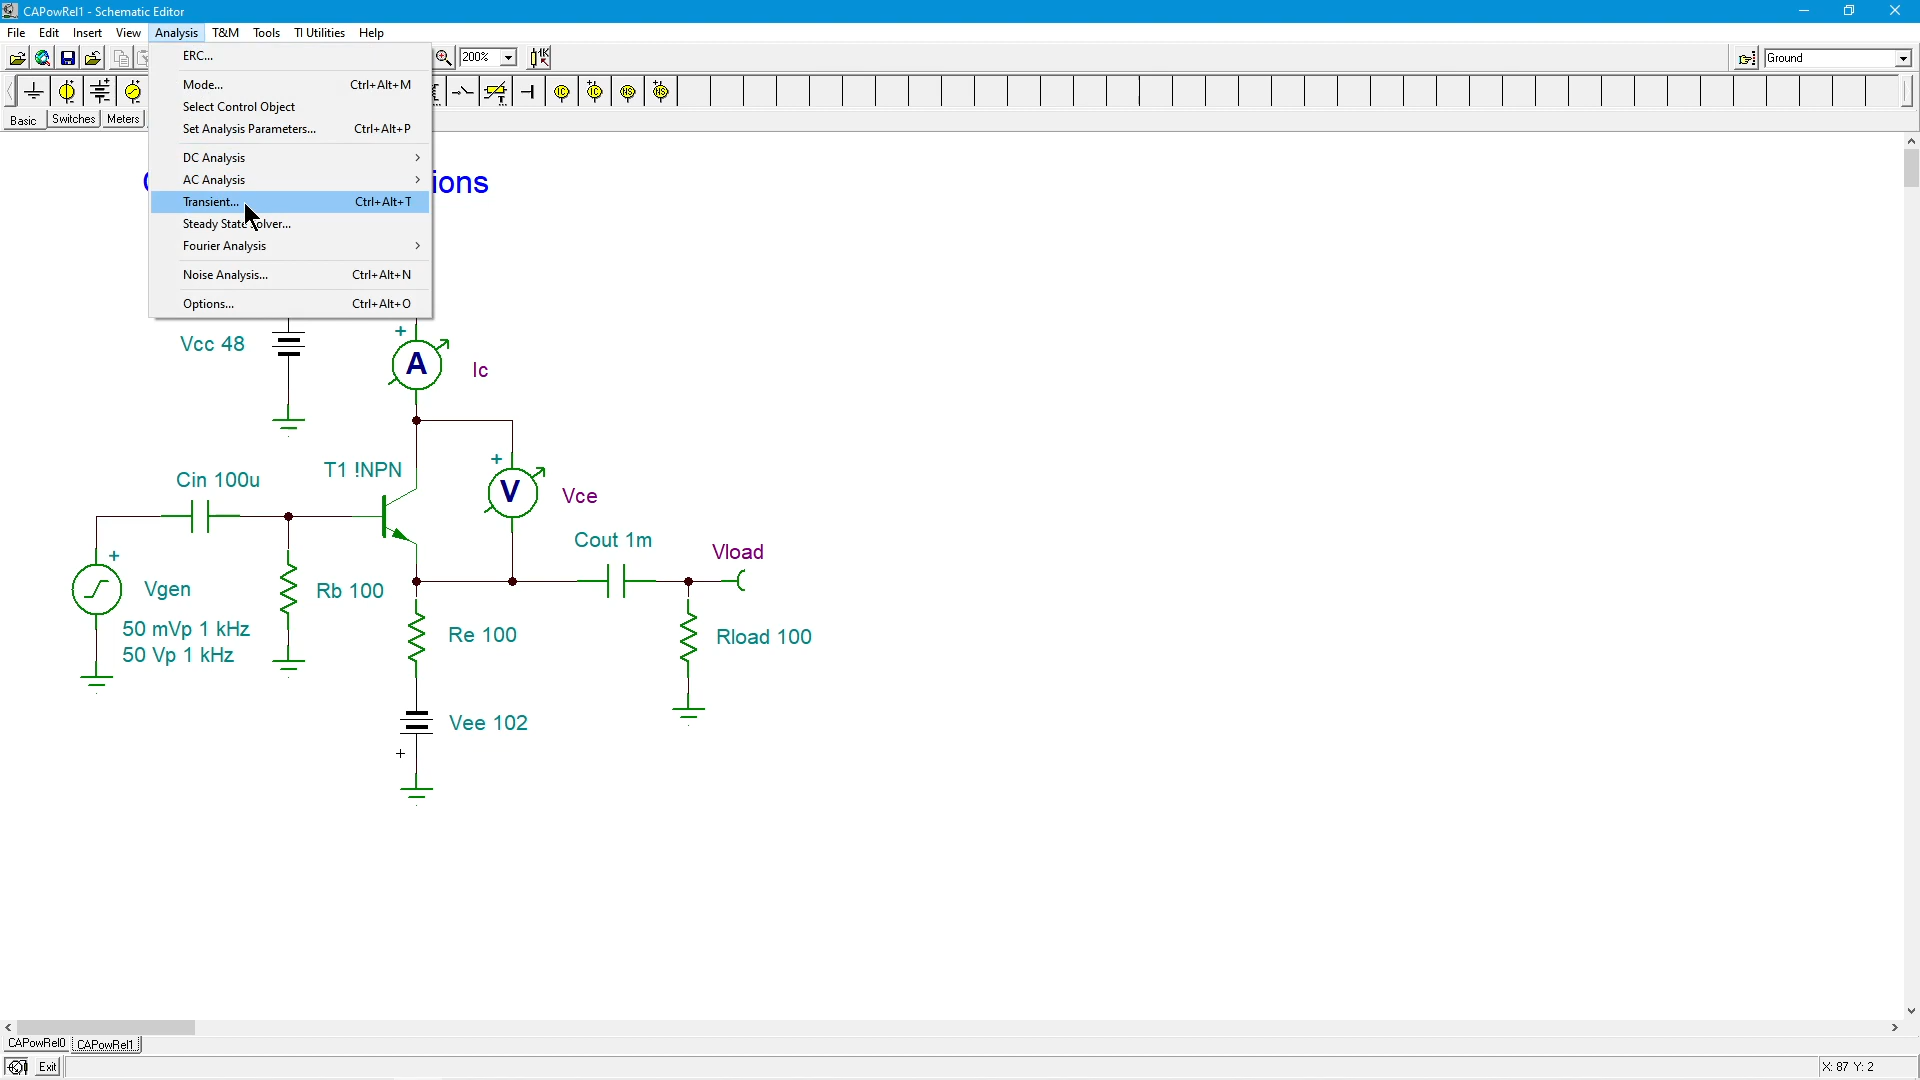 CAPowRel1 - Schematic Editor
File Edit Insert View Analysis T&M Tools TI Utilities Help
200%
Ground
Basic Switches Meters
ERC...
Mode... Ctrl+Alt+M
Select Control Object
Set Analysis Parameters... Ctrl+Alt+P
DC Analysis
AC Analysis
Transient... Ctrl+Alt+T
Steady State Solver...
Fourier Analysis
Noise Analysis... Ctrl+Alt+N
Options... Ctrl+Alt+O
ions
Vcc 48
+
A
Ic
T1 !NPN
Cin 100u
+
V
Vce
Cout 1m
Vload
+
Vgen
Rb 100
50 mVp 1 kHz
50 Vp 1 kHz
Re 100
Rload 100
Vee 102
+
CAPowRel0 CAPowRel1
Exit
X: 87 Y: 2